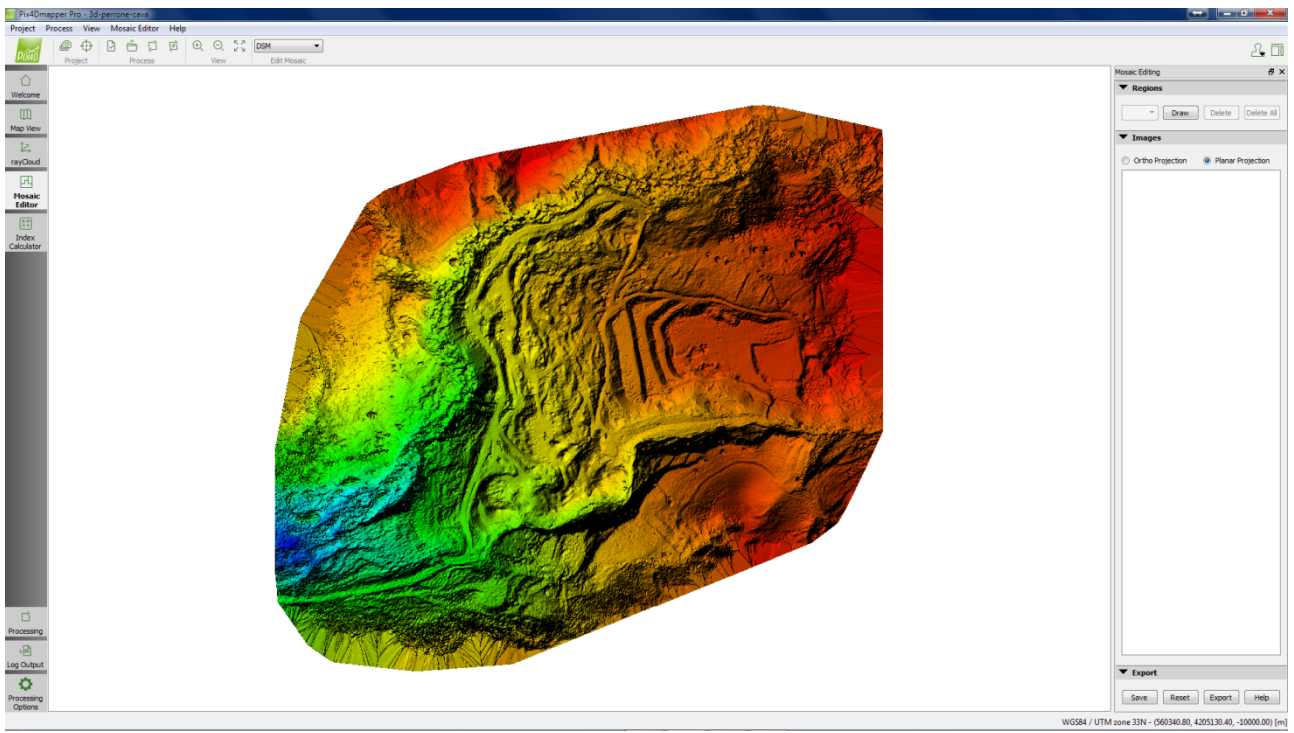 Pix4Dmapper Pro - 3d-perrone-cava
Project Process View Mosaic Editor Help
Pix4D
Project Process View Edit Mosaic
DSM
Welcome
Map View
rayCloud
Mosaic
Editor
Index
Calculator
Processing
Log Output
Processing
Options
Mosaic Editing
Regions
Draw Delete Delete All
Images
Ortho Projection Planar Projection
Export
Save Reset Export Help
WGS84 / UTM zone 33N - (560340.80, 4205130.40, -10000.00) [m]